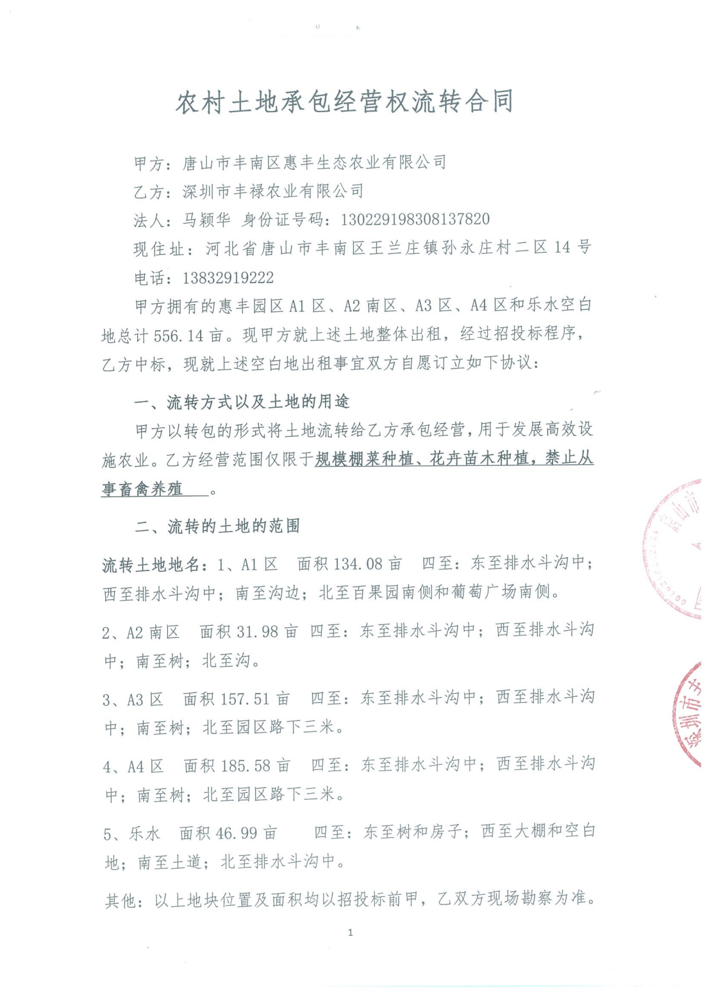 农村土地承包经营权流转合同
甲方：唐山市丰南区惠丰生态农业有限公司
乙方：深圳市丰禄农业有限公司
法人：马颖华 身份证号码：130229198308137820
现住址：河北省唐山市丰南区王兰庄镇孙永庄村二区 14 号
电话：13832919222
甲方拥有的惠丰园区 A1 区、A2 南区、A3 区、A4 区和乐水空白
地总计 556.14 亩。现甲方就上述土地整体出租，经过招投标程序，
乙方中标，现就上述空白地出租事宜双方自愿订立如下协议：
一、流转方式以及土地的用途
甲方以转包的形式将土地流转给乙方承包经营，用于发展高效设
施农业。乙方经营范围仅限于规模棚菜种植、花卉苗木种植，禁止从
事畜禽养殖   。
二、流转的土地的范围
流转土地地名：1、A1 区 面积 134.08 亩 四至：东至排水斗沟中；
西至排水斗沟中；南至沟边；北至百果园南侧和葡萄广场南侧。
2、A2 南区 面积 31.98 亩 四至：东至排水斗沟中；西至排水斗沟
中；南至树；北至沟。
3、A3 区 面积 157.51 亩 四至：东至排水斗沟中；西至排水斗沟
中；南至树；北至园区路下三米。
4、A4 区 面积 185.58 亩 四至：东至排水斗沟中；西至排水斗沟
中；南至树；北至园区路下三米。
5、乐水 面积 46.99 亩 四至：东至树和房子；西至大棚和空白
地；南至土道；北至排水斗沟中。
其他：以上地块位置及面积均以招投标前甲，乙双方现场勘察为准。
1
唐山市
深圳市丰